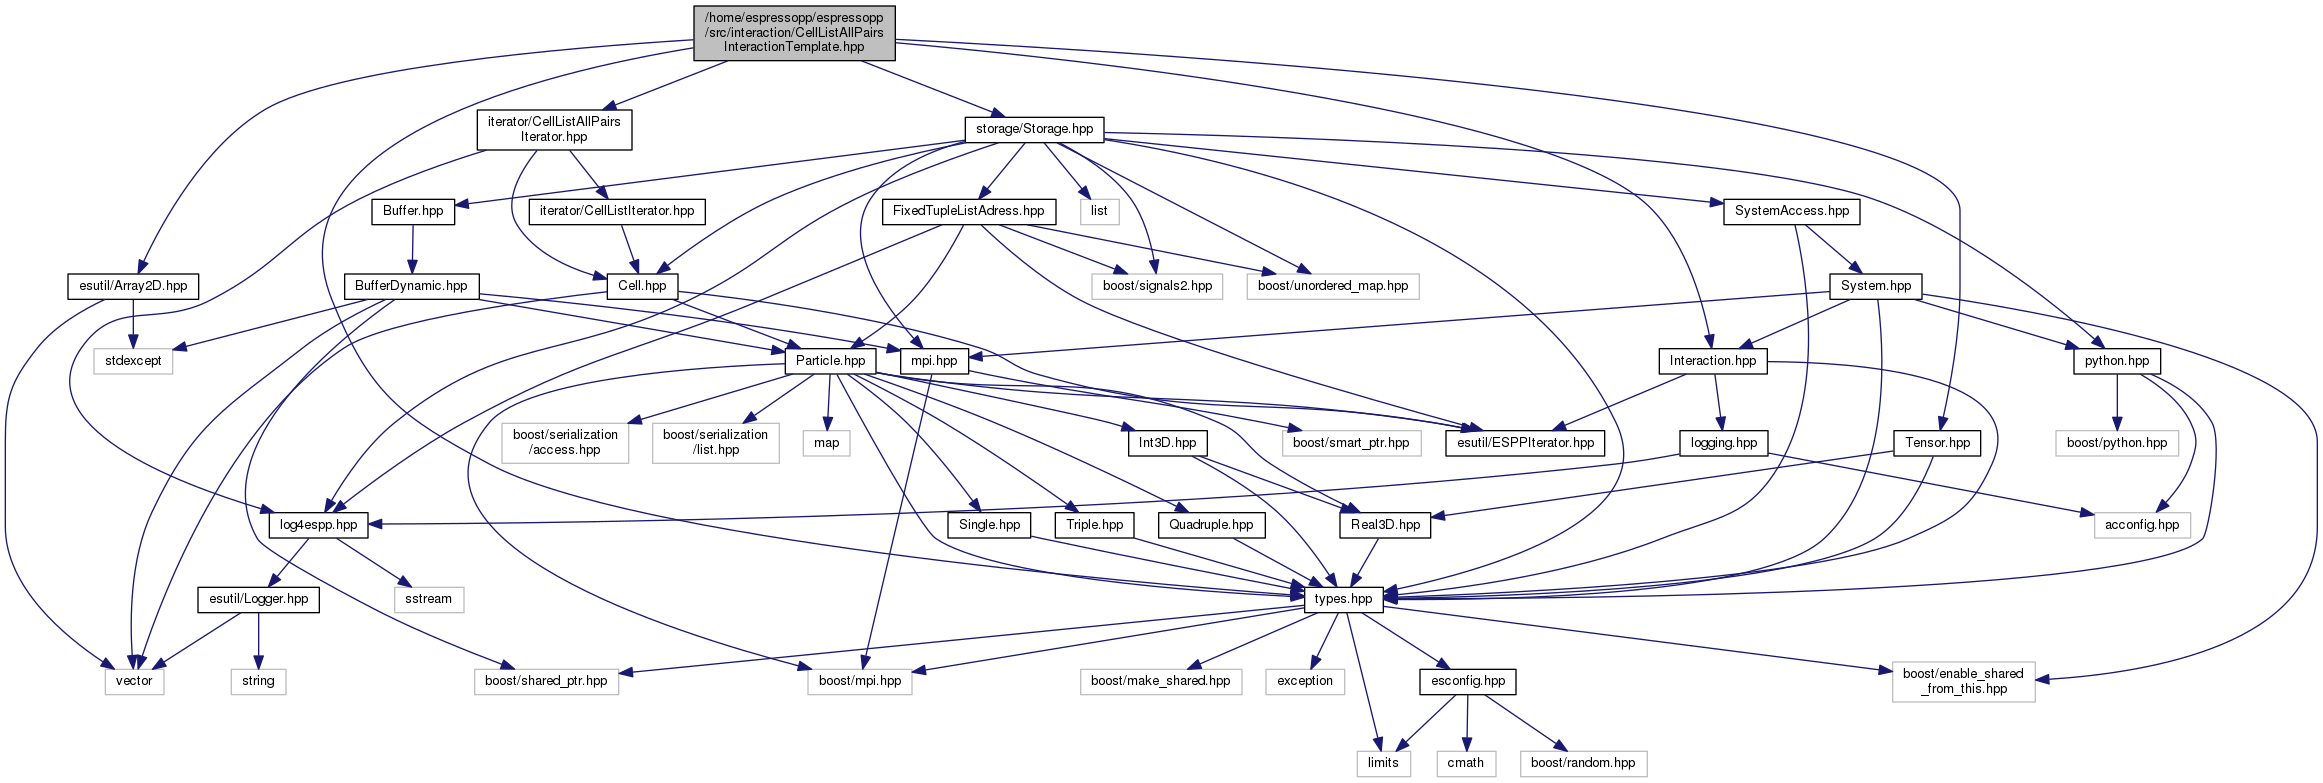 /home/espressopp/espressopp
/src/interaction/CellListAllPairs
InteractionTemplate.hpp
iterator/CellListAllPairs
Iterator.hpp
storage/Storage.hpp
Buffer.hpp
iterator/CellListIterator.hpp
FixedTupleListAdress.hpp
list
SystemAccess.hpp
esutil/Array2D.hpp
BufferDynamic.hpp
Cell.hpp
boost/signals2.hpp
boost/unordered_map.hpp
System.hpp
stdexcept
Particle.hpp
mpi.hpp
Interaction.hpp
python.hpp
boost/serialization
/access.hpp
boost/serialization
/list.hpp
map
Int3D.hpp
boost/smart_ptr.hpp
esutil/ESPPIterator.hpp
logging.hpp
Tensor.hpp
boost/python.hpp
log4espp.hpp
Single.hpp
Triple.hpp
Quadruple.hpp
Real3D.hpp
acconfig.hpp
esutil/Logger.hpp
sstream
types.hpp
vector
string
boost/shared_ptr.hpp
boost/mpi.hpp
boost/make_shared.hpp
exception
esconfig.hpp
boost/enable_shared
_from_this.hpp
limits
cmath
boost/random.hpp